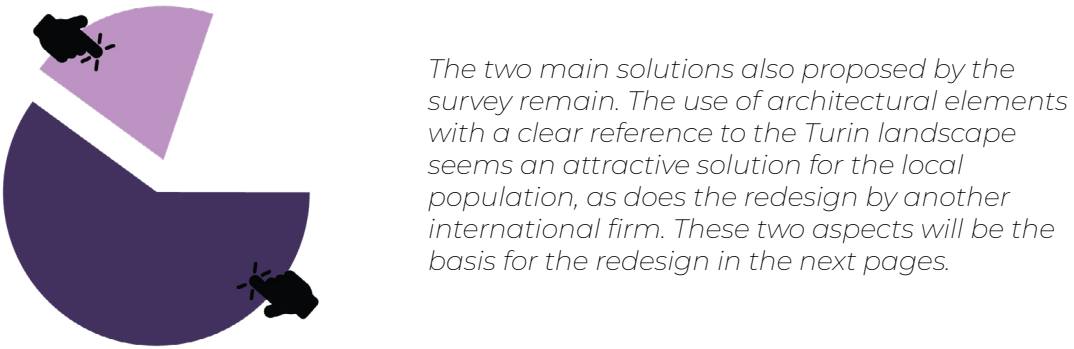 The two main solutions also proposed by the
survey remain. The use of architectural elements
with a clear reference to the Turin landscape
seems an attractive solution for the local
population, as does the redesign by another
international firm. These two aspects will be the
basis for the redesign in the next pages.